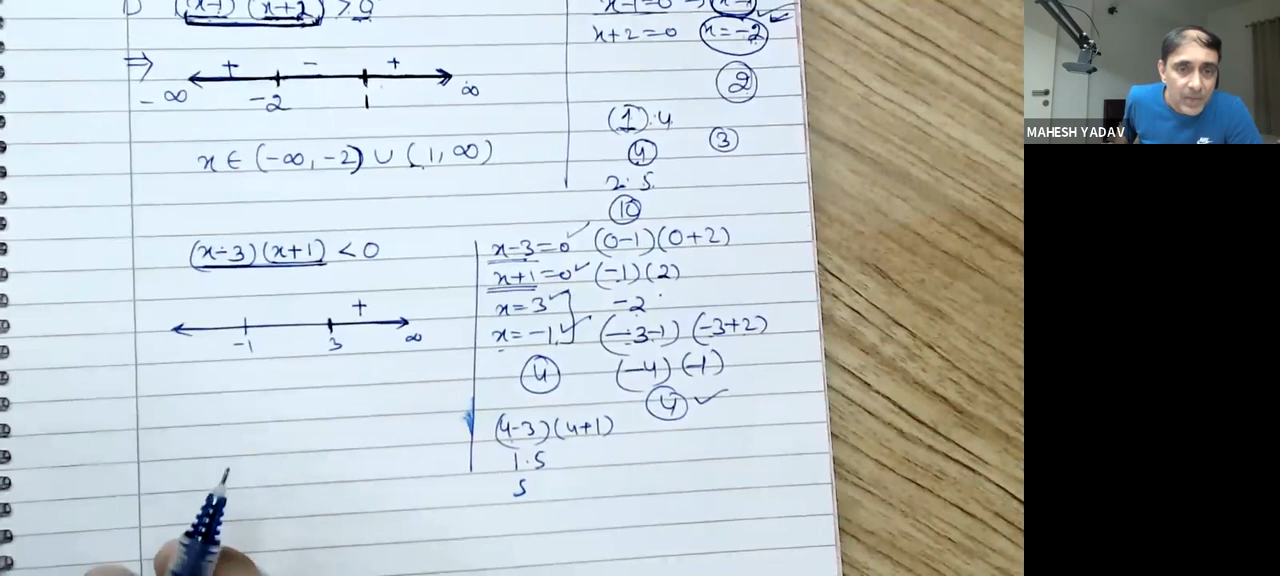 (x-1) (x+2) > 0
⇒
+ - +
-∞ -2 1 ∞
x ∈ (-∞, -2) ∪ (1, ∞)
(x-3)(x+1) < 0
+
-1 3 ∞
x-1=0
x+2=0 x=-2
2
(1).4
4 3
2.5
10
x-3=0 (0-1)(0+2)
x+1=0 (-1)(2)
x=3 -2
x=-1 (-3-1) (-3+2)
4 (-4) (-1)
4
(4-3)(4+1)
1.5
5
MAHESH YADAV